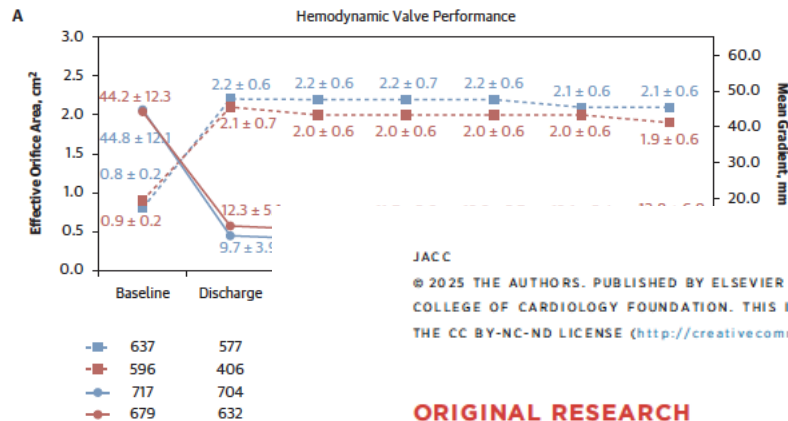 A
Hemodynamic Valve Performance
Effective Orifice Area, cm²
3.0
2.5
2.0
1.5
1.0
0.5
0.0
60.0
50.0
40.0
30.0
20.0
Mean Gradient, mm
44.2 ± 12.3
44.8 ± 12.1
0.8 ± 0.2
0.9 ± 0.2
2.2 ± 0.6 2.2 ± 0.6 2.2 ± 0.7 2.2 ± 0.6 2.1 ± 0.6 2.1 ± 0.6
2.1 ± 0.7 2.0 ± 0.6 2.0 ± 0.6 2.0 ± 0.6 2.0 ± 0.6 1.9 ± 0.6
12.3 ± 5.
9.7 ± 3.9
Baseline Discharge
637 577
596 406
717 704
679 632
JACC
© 2025 THE AUTHORS. PUBLISHED BY ELSEVIER
COLLEGE OF CARDIOLOGY FOUNDATION. THIS
THE CC BY-NC-ND LICENSE (http://creativecom
ORIGINAL RESEARCH